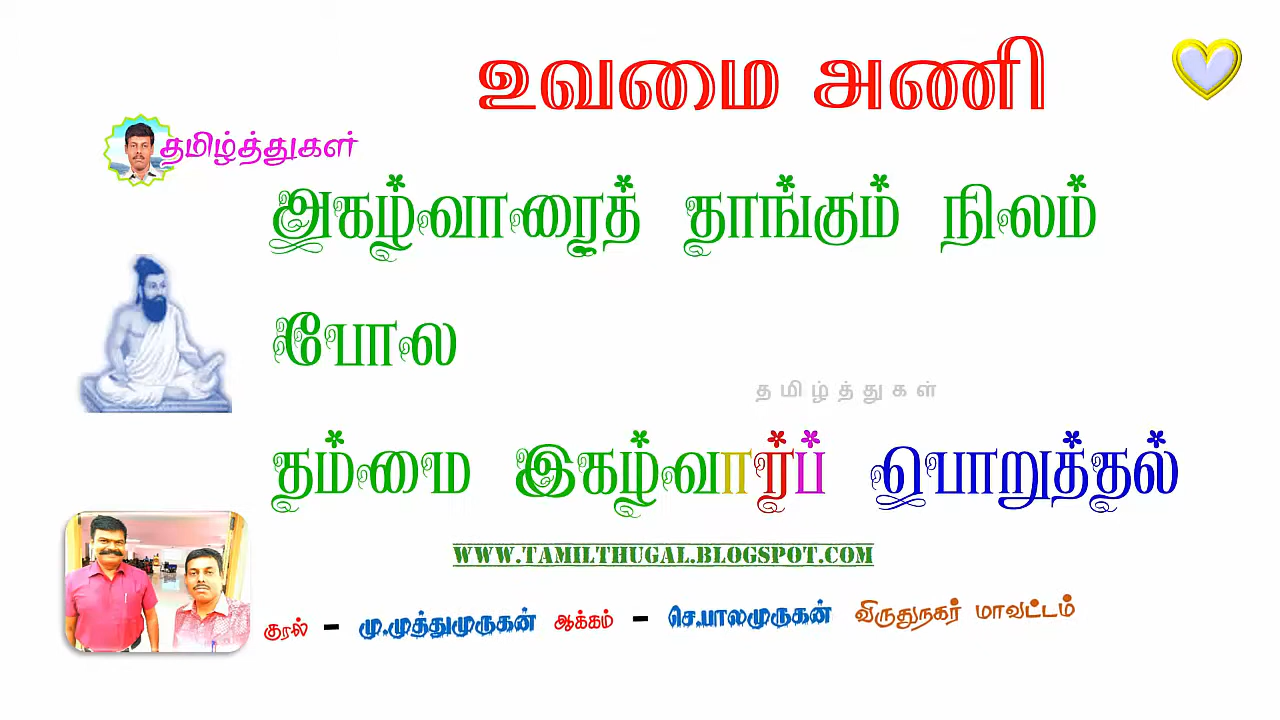 உவமை அணி
தமிழ்த்துகள்
அகழ்வாரைத் தாங்கும் நிலம்
போல
தமிழ்த்துகள்
தம்மை இகழ்வார்ப் பொறுத்தல்
WWW.TAMILTHUGAL.BLOGSPOT.COM
குரல் - மு.முத்துமுருகன் ஆக்கம் - செ.பாலமுருகன் விருதுநகர் மாவட்டம்